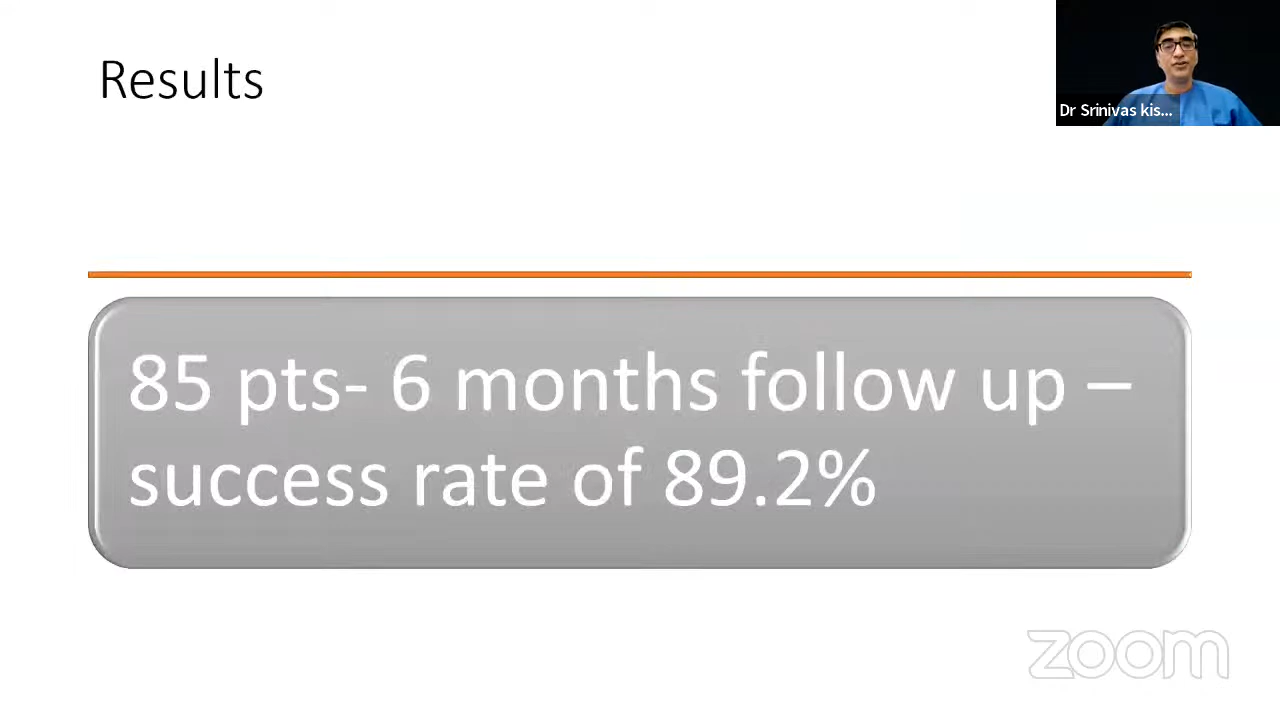 Results
Dr Srinivas kis...
85 pts- 6 months follow up –
success rate of 89.2%
zoom